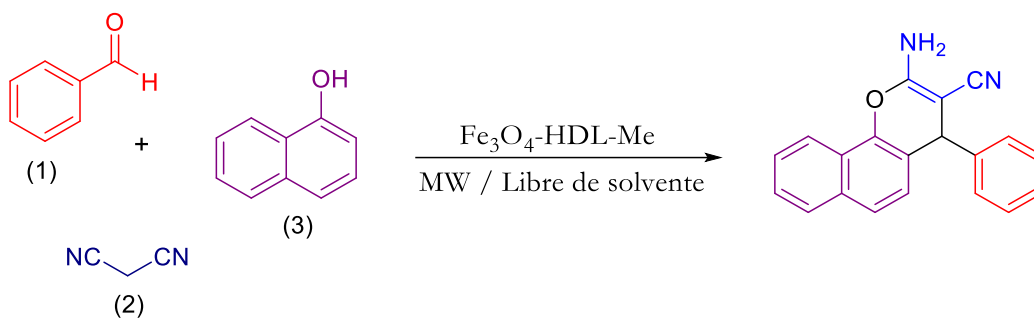 O
H
(1)
+
NC
CN
(2)
OH
(3)
Fe₃O₄-HDL-Me
MW / Libre de solvente
NH₂
CN
O